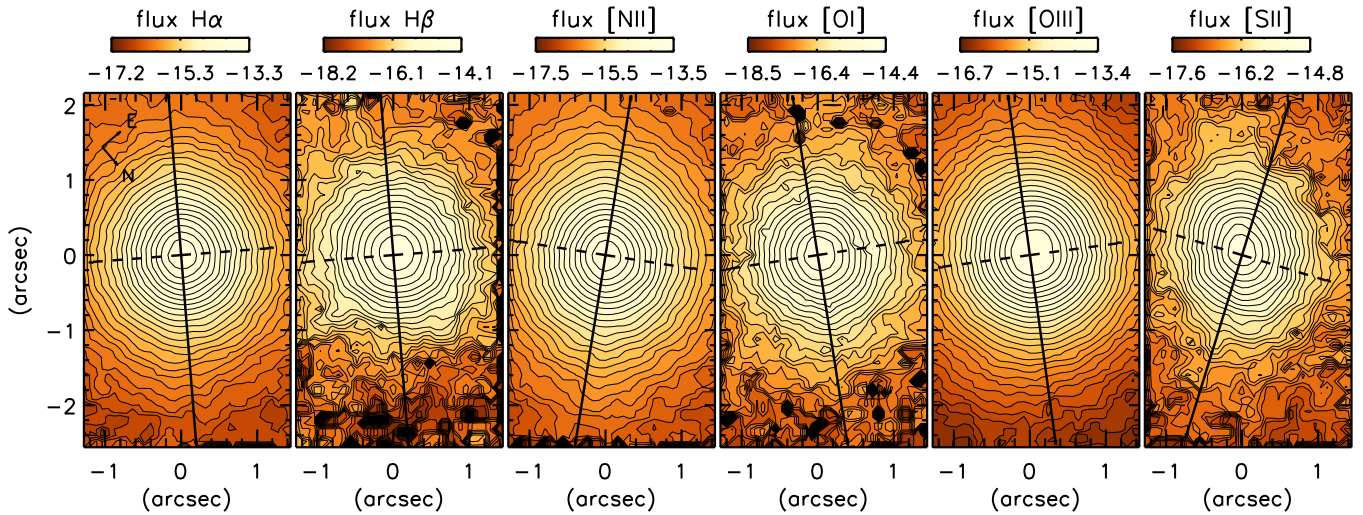 flux Hα flux Hβ flux [NII] flux [OI] flux [OIII] flux [SII]
−17.2 −15.3 −13.3 −18.2 −16.1 −14.1 −17.5 −15.5 −13.5 −18.5 −16.4 −14.4 −16.7 −15.1 −13.4 −17.6 −16.2 −14.8
2
E
N
1
0
(arcsec)
−1
−2
−1 0 1 −1 0 1 −1 0 1 −1 0 1 −1 0 1 −1 0 1
(arcsec) (arcsec) (arcsec) (arcsec) (arcsec) (arcsec)